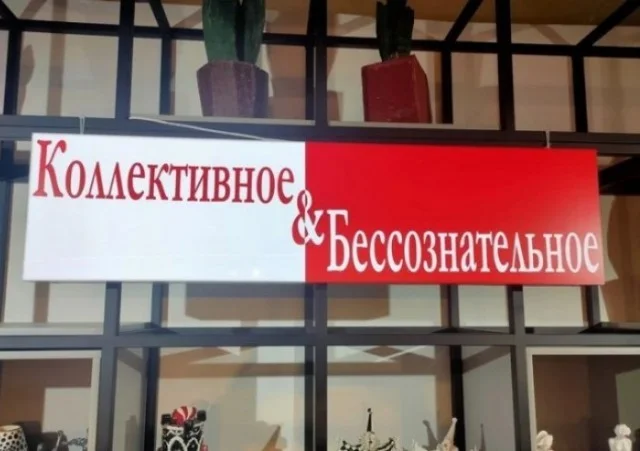 Коллективное
&
Бессознательное